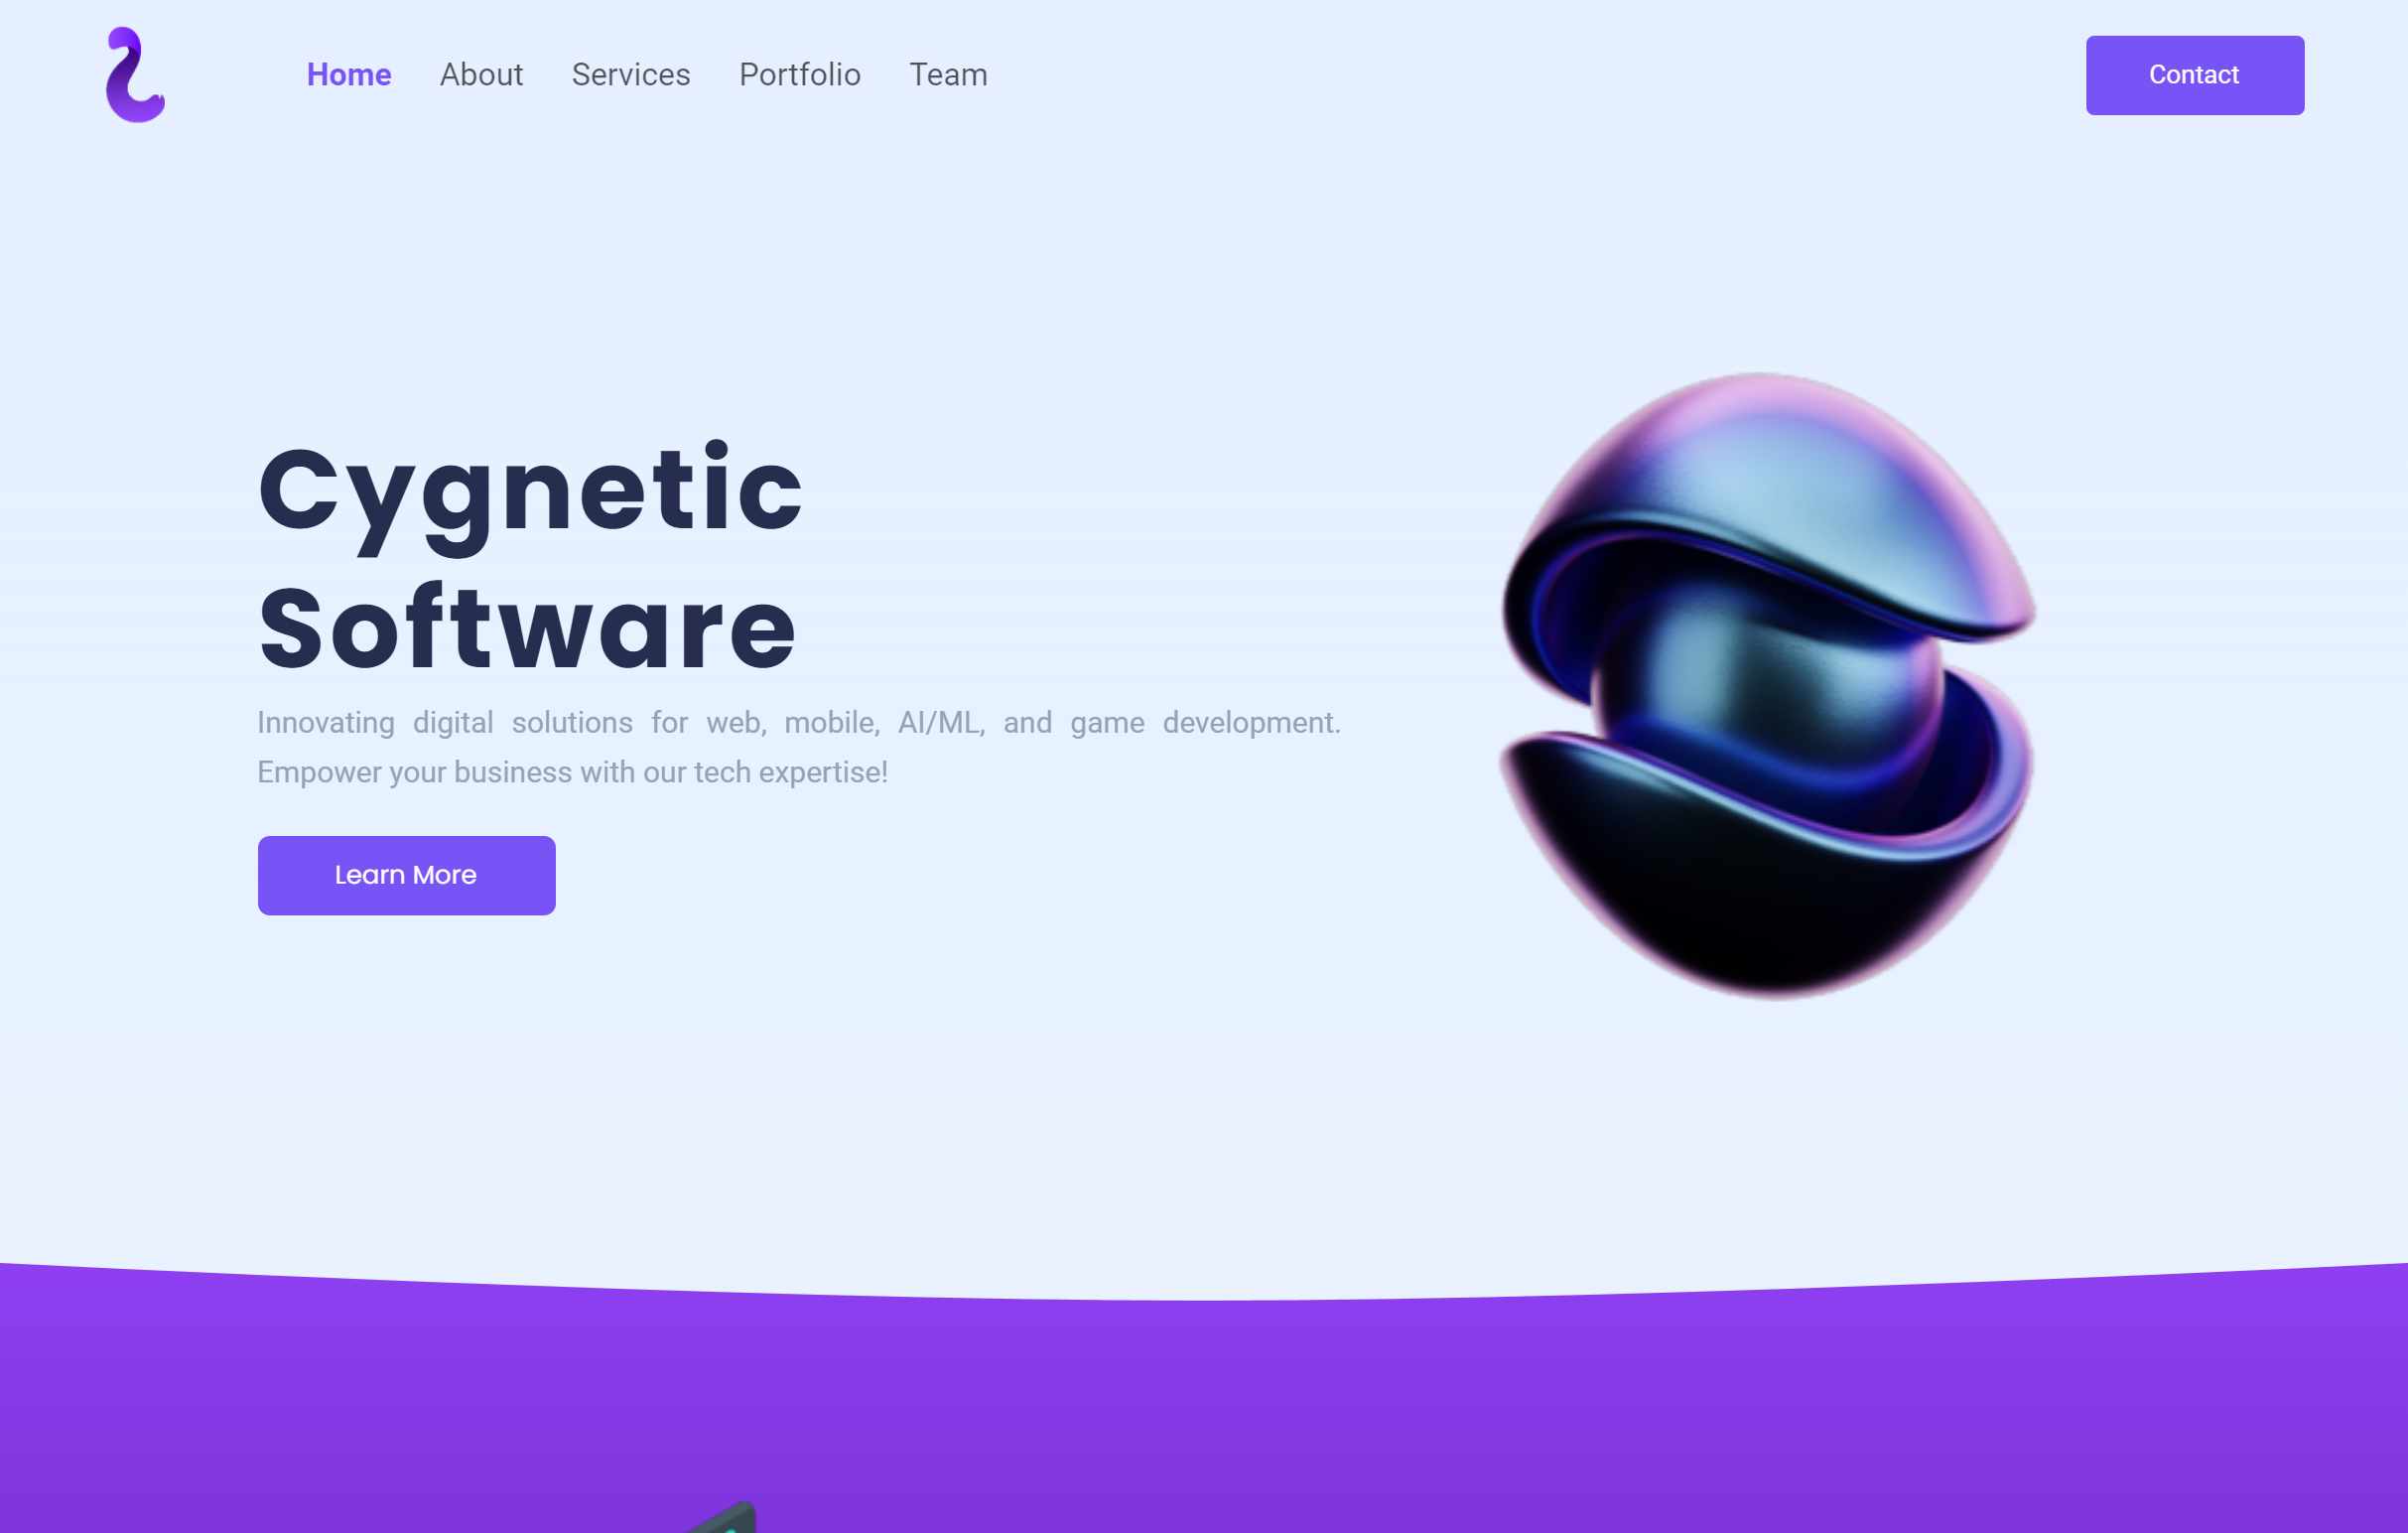 Home About Services Portfolio Team Contact
Cygnetic
Software
Innovating digital solutions for web, mobile, AI/ML, and game development.
Empower your business with our tech expertise!
Learn More